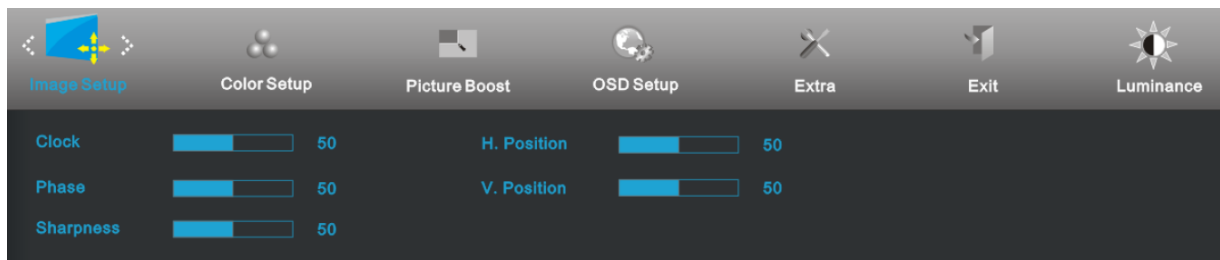 Image Setup Color Setup Picture Boost OSD Setup Extra Exit Luminance
Clock 50 H. Position 50
Phase 50 V. Position 50
Sharpness 50